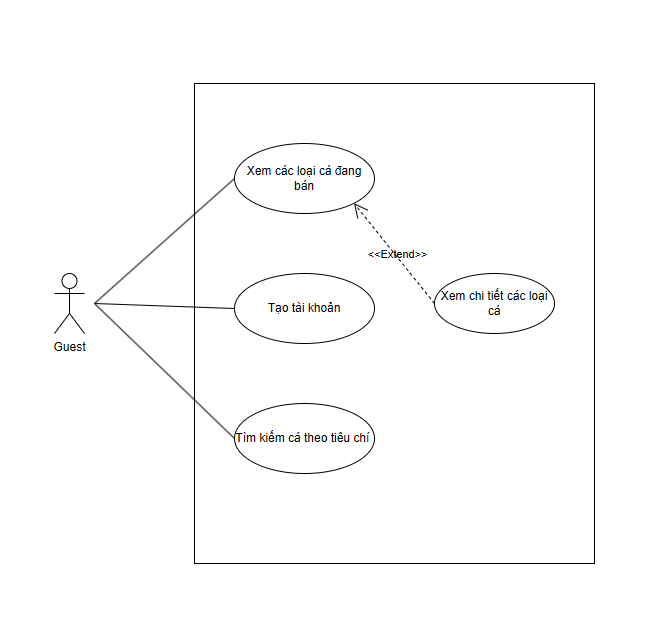 Xem các loại cá đang
bán
<<Extend>>
Xem chi tiết các loại
cá
Tạo tài khoản
Guest
Tìm kiếm cá theo tiêu chí